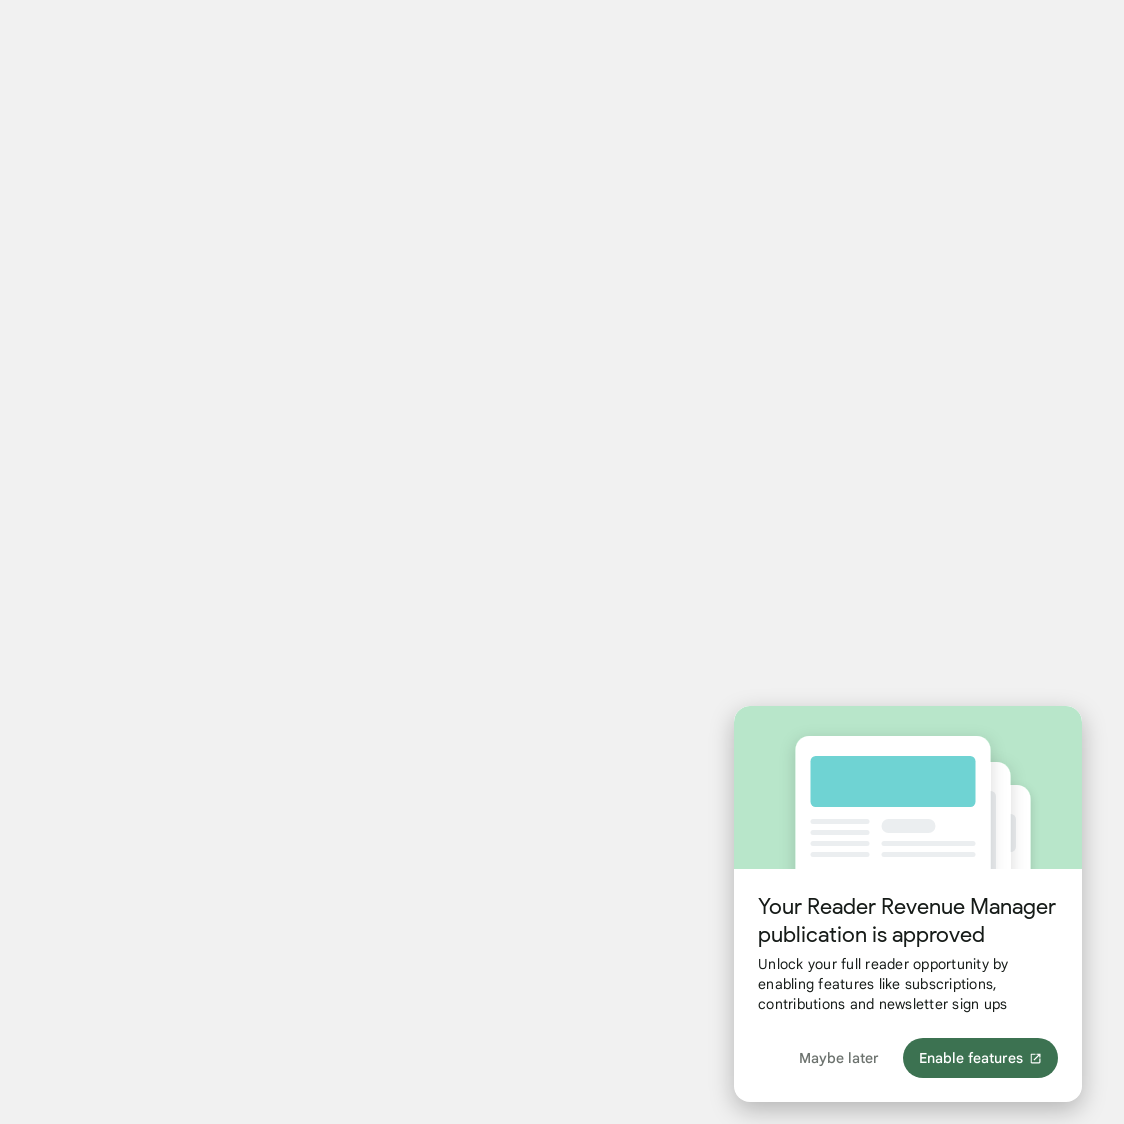 Your Reader Revenue Manager
publication is approved
Unlock your full reader opportunity by
enabling features like subscriptions,
contributions and newsletter sign ups
Maybe later
Enable features